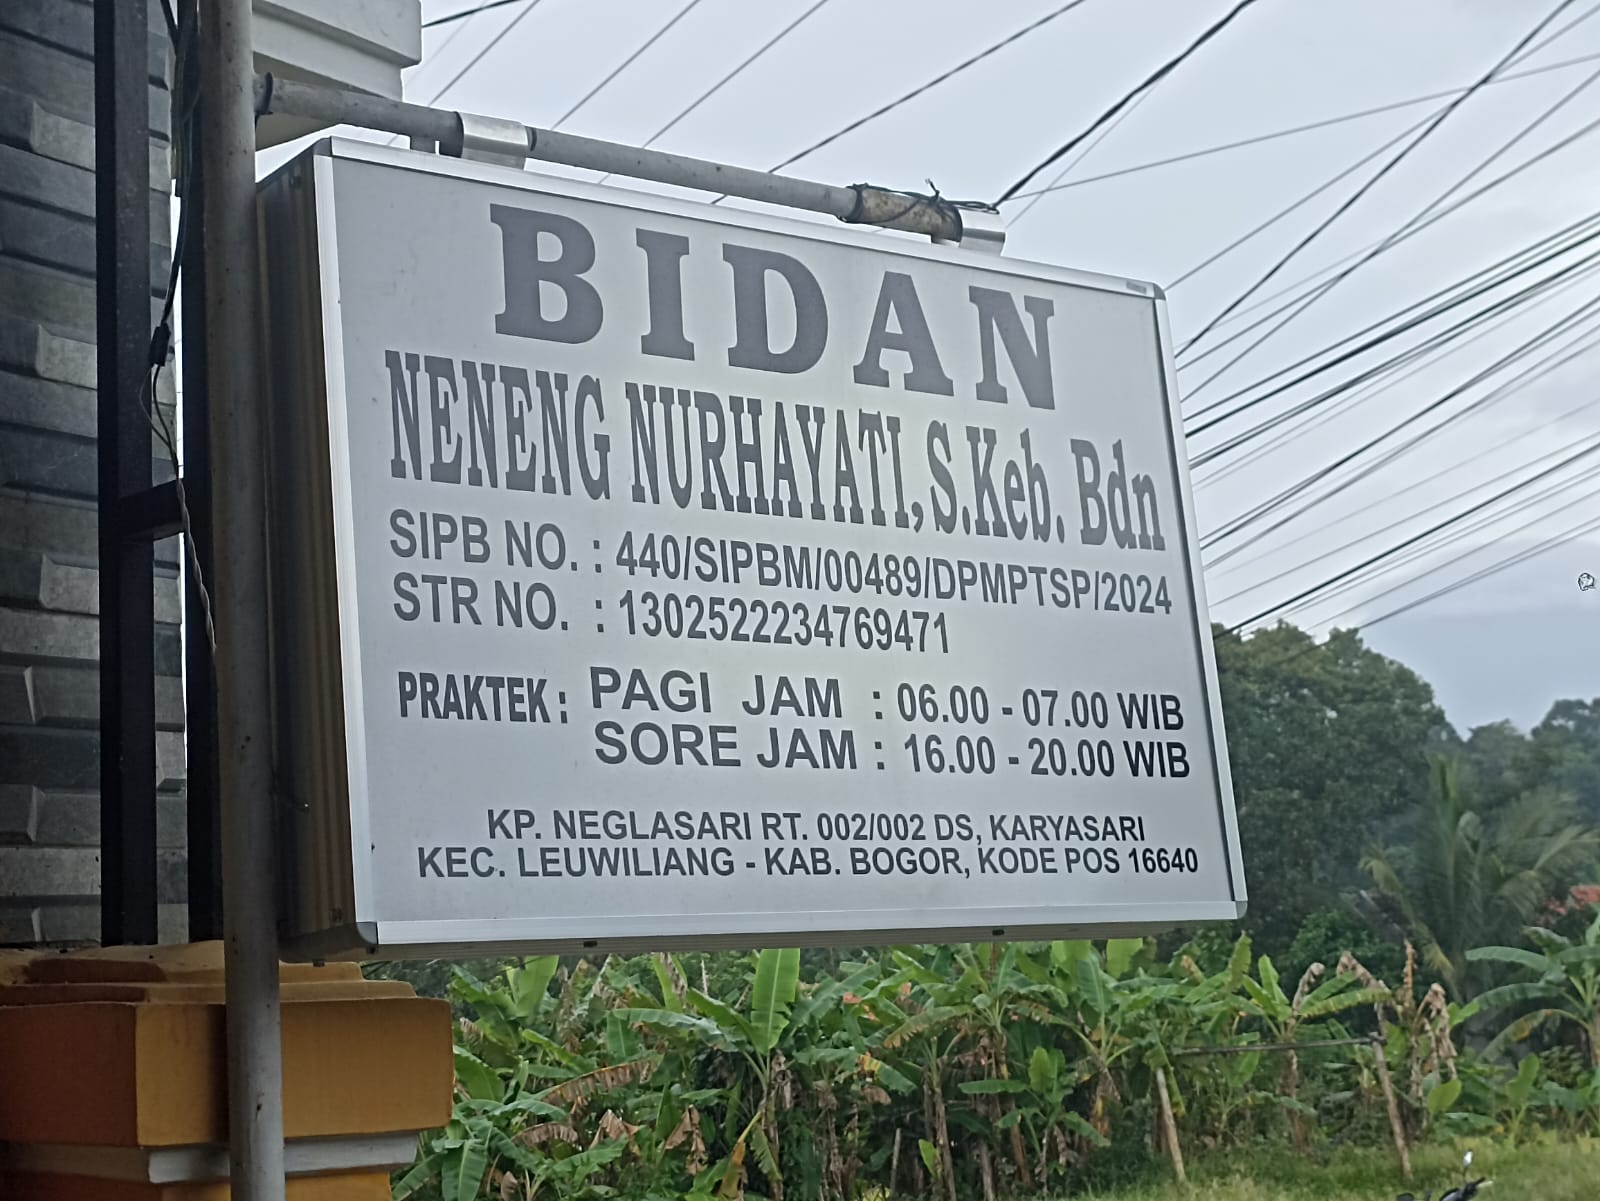 BIDAN
NENENG NURHAYATI, S.Keb. Bdn
SIPB NO. : 440/SIPBM/00489/DPMPTSP/2024
STR NO. : 1302522234769471
PRAKTEK : PAGI JAM : 06.00 - 07.00 WIB
SORE JAM : 16.00 - 20.00 WIB
KP. NEGLASARI RT. 002/002 DS, KARYASARI
KEC. LEUWILIANG - KAB. BOGOR, KODE POS 16640